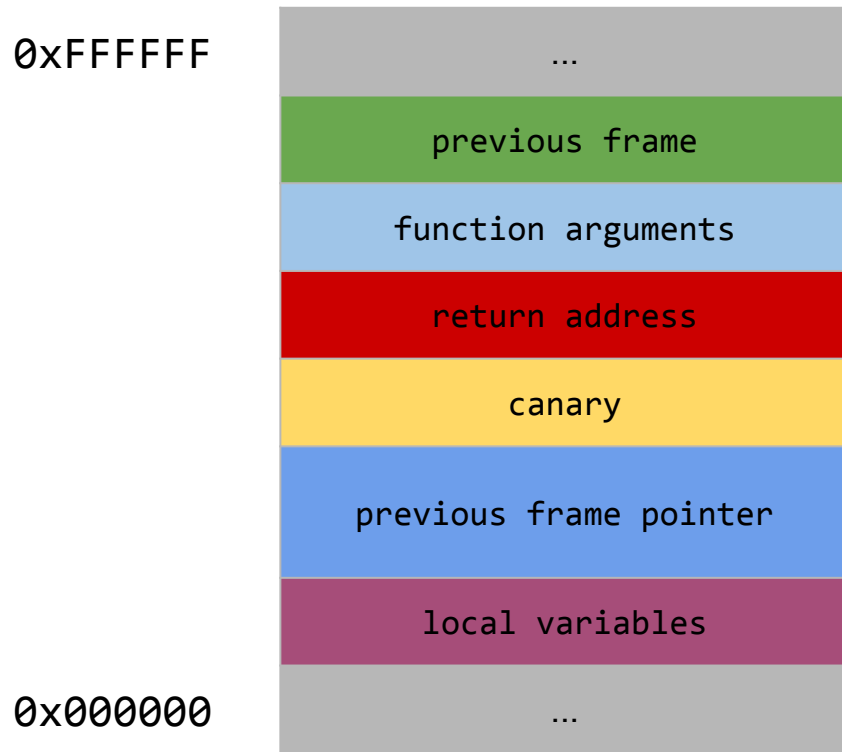 0xFFFFFF
...
previous frame
function arguments
return address
canary
previous frame pointer
local variables
0x000000
...